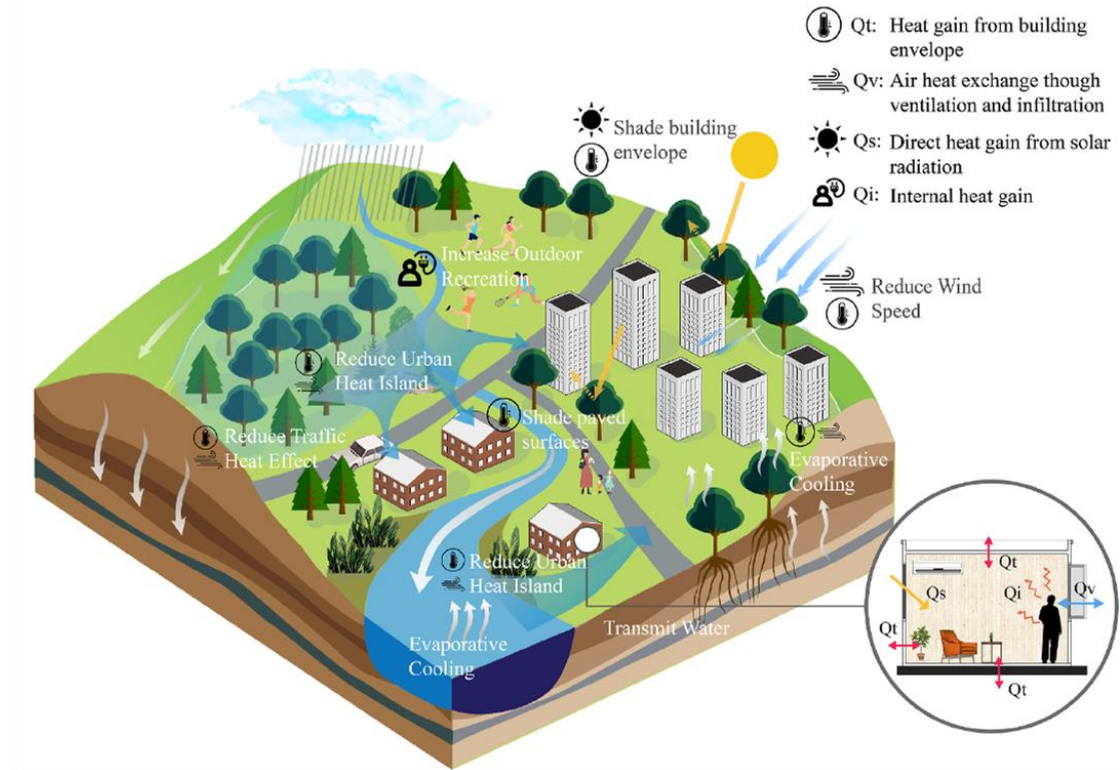 Qt: Heat gain from building
envelope
Qv: Air heat exchange though
ventilation and infiltration
Qs: Direct heat gain from solar
radiation
Qi: Internal heat gain
Shade building
envelope
Increase Outdoor
Recreation
Reduce Wind
Speed
Reduce Urban
Heat Island
Shade paved
surfaces
Reduce Traffic
Heat Effect
Evaporative
Cooling
Reduce Urban
Heat Island
Evaporative
Cooling
Transmit Water
Qt
Qs
Qi
Qv
Qt
Qt